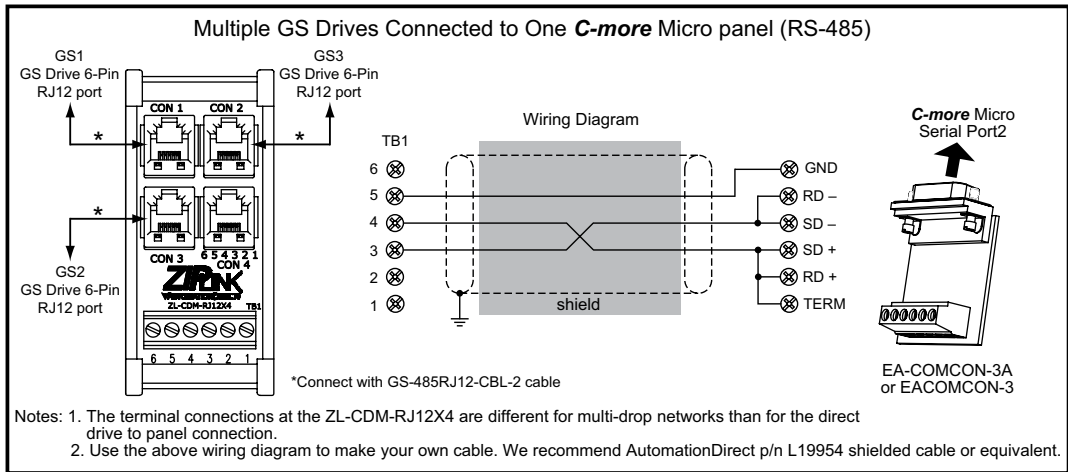 Multiple GS Drives Connected to One C-more Micro panel (RS-485)
GS1
GS Drive 6-Pin
RJ12 port
GS3
GS Drive 6-Pin
RJ12 port
CON 1 CON 2
*
*
*
GS2
GS Drive 6-Pin
RJ12 port
CON 3
6 5 4 3 2 1
CON 4
ZIPLINK
ZL-CDM-RJ12X4
TB1
6 5 4 3 2 1
*Connect with GS-485RJ12-CBL-2 cable
Wiring Diagram
TB1
6
5
4
3
2
1
shield
GND
RD –
SD –
SD +
RD +
TERM
C-more Micro
Serial Port2
EA-COMCON-3A
or EACOMCON-3
Notes: 1. The terminal connections at the ZL-CDM-RJ12X4 are different for multi-drop networks than for the direct
drive to panel connection.
2. Use the above wiring diagram to make your own cable. We recommend AutomationDirect p/n L19954 shielded cable or equivalent.